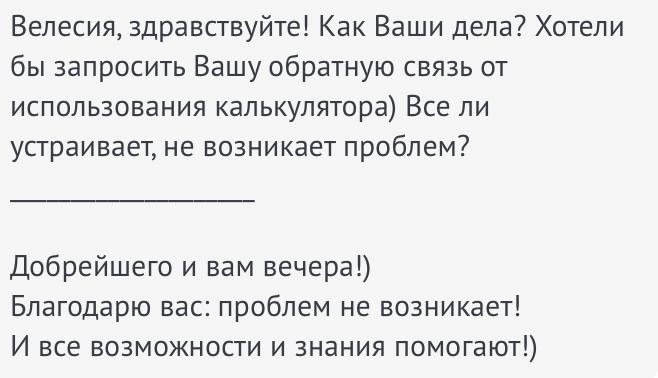 Велесия, здравствуйте! Как Ваши дела? Хотели
бы запросить Вашу обратную связь от
использования калькулятора) Все ли
устраивает, не возникает проблем?
___________________
Добрейшего и вам вечера!)
Благодарю вас: проблем не возникает!
И все возможности и знания помогают!)